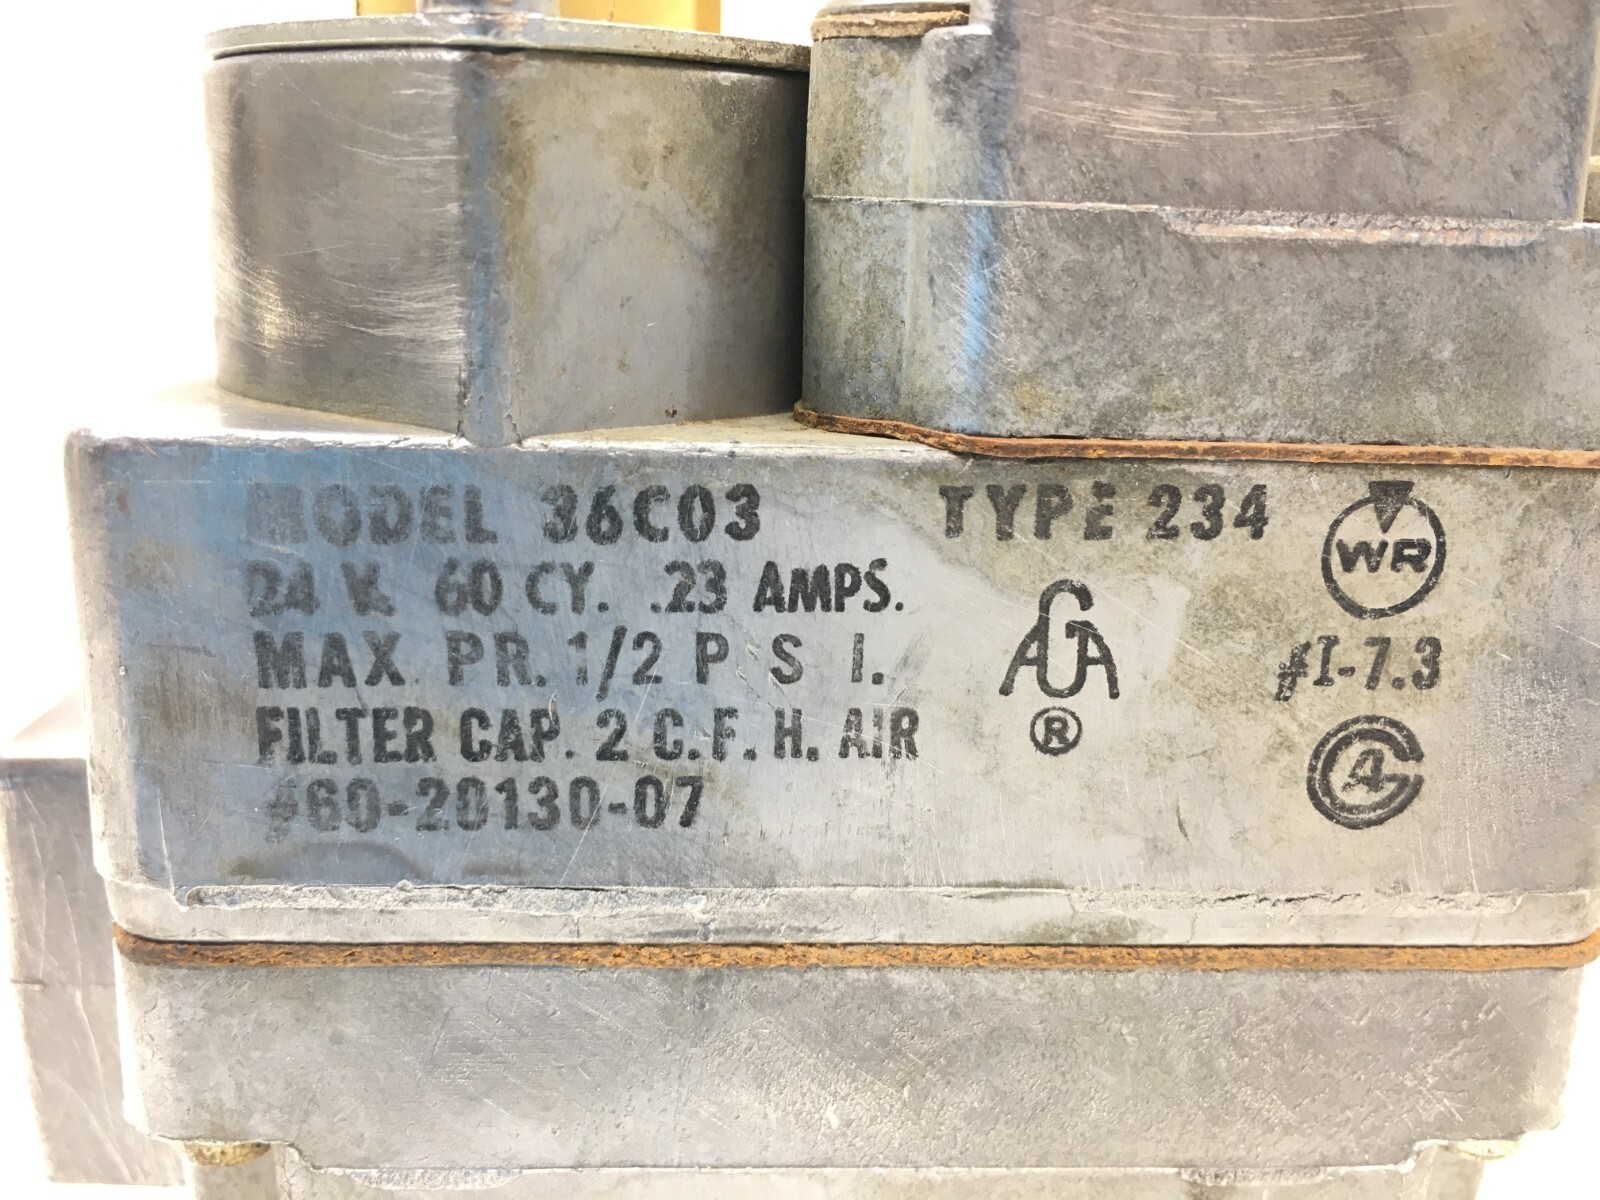 MODEL 36C03 TYPE 234
WR
24 V. 60 CY. .23 AMPS.
MAX. PR. 1/2 P S I.
AGA
®
#I-7.3
FILTER CAP. 2 C.F.H. AIR
CGA
#60-20130-07